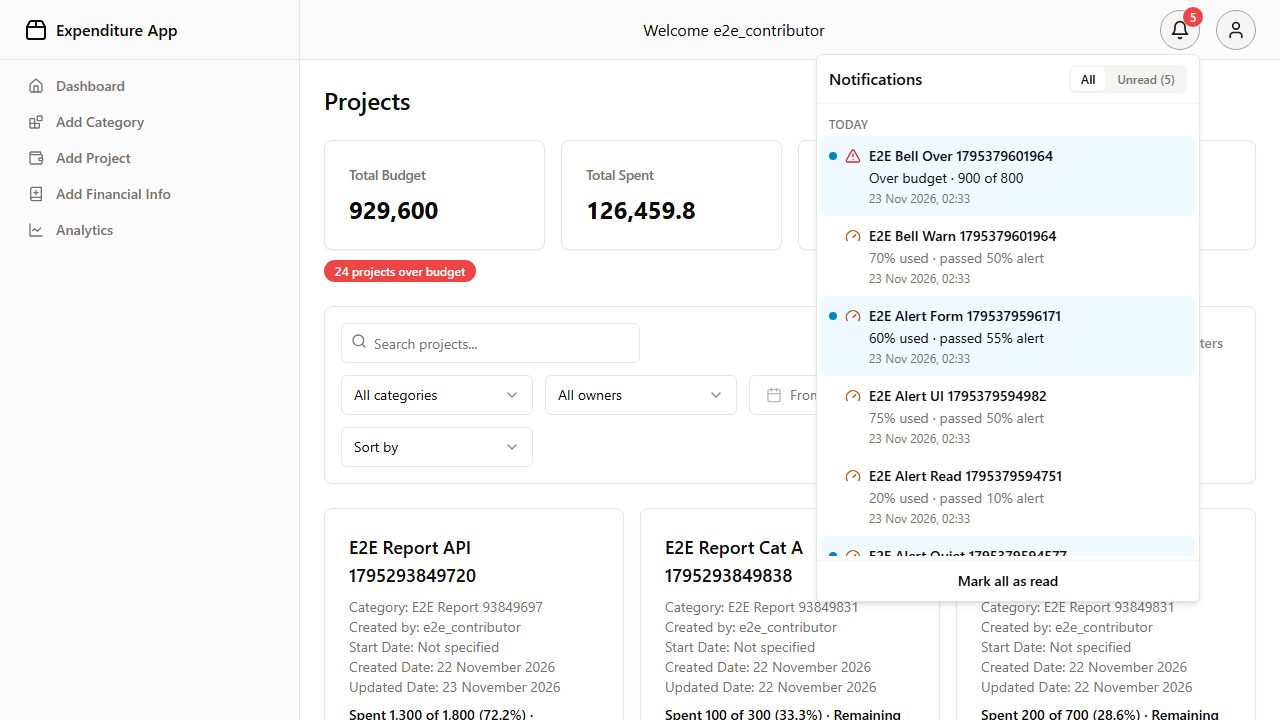 Expenditure App
Welcome e2e_contributor
5
Dashboard
Add Category
Add Project
Add Financial Info
Analytics
Projects
Total Budget
929,600
Total Spent
126,459.8
24 projects over budget
Search projects...
ters
All categories
All owners
From
Sort by
Notifications
All
Unread (5)
TODAY
E2E Bell Over 1795379601964
Over budget · 900 of 800
23 Nov 2026, 02:33
E2E Bell Warn 1795379601964
70% used · passed 50% alert
23 Nov 2026, 02:33
E2E Alert Form 1795379596171
60% used · passed 55% alert
23 Nov 2026, 02:33
E2E Alert UI 1795379594982
75% used · passed 50% alert
23 Nov 2026, 02:33
E2E Alert Read 1795379594751
20% used · passed 10% alert
23 Nov 2026, 02:33
E2E Alert Quiet 1795379594577
Mark all as read
E2E Report API
1795293849720
Category: E2E Report 93849697
Created by: e2e_contributor
Start Date: Not specified
Created Date: 22 November 2026
Updated Date: 23 November 2026
Spent 1,300 of 1,800 (72.2%) ·
E2E Report Cat A
1795293849838
Category: E2E Report 93849831
Created by: e2e_contributor
Start Date: Not specified
Created Date: 22 November 2026
Updated Date: 22 November 2026
Spent 100 of 300 (33.3%) · Remaining
Category: E2E Report 93849831
Created by: e2e_contributor
Start Date: Not specified
Created Date: 22 November 2026
Updated Date: 22 November 2026
Spent 200 of 700 (28.6%) · Remaining